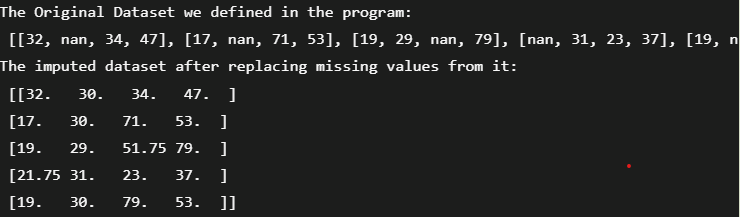 The Original Dataset we defined in the program:
[[32, nan, 34, 47], [17, nan, 71, 53], [19, 29, nan, 79], [nan, 31, 23, 37], [19, n
The imputed dataset after replacing missing values from it:
[[32.   30.   34.   47.  ]
[17.   30.   71.   53.  ]
[19.   29.   51.75 79.  ]
[21.75 31.   23.   37.  ]
[19.   30.   79.   53.  ]]